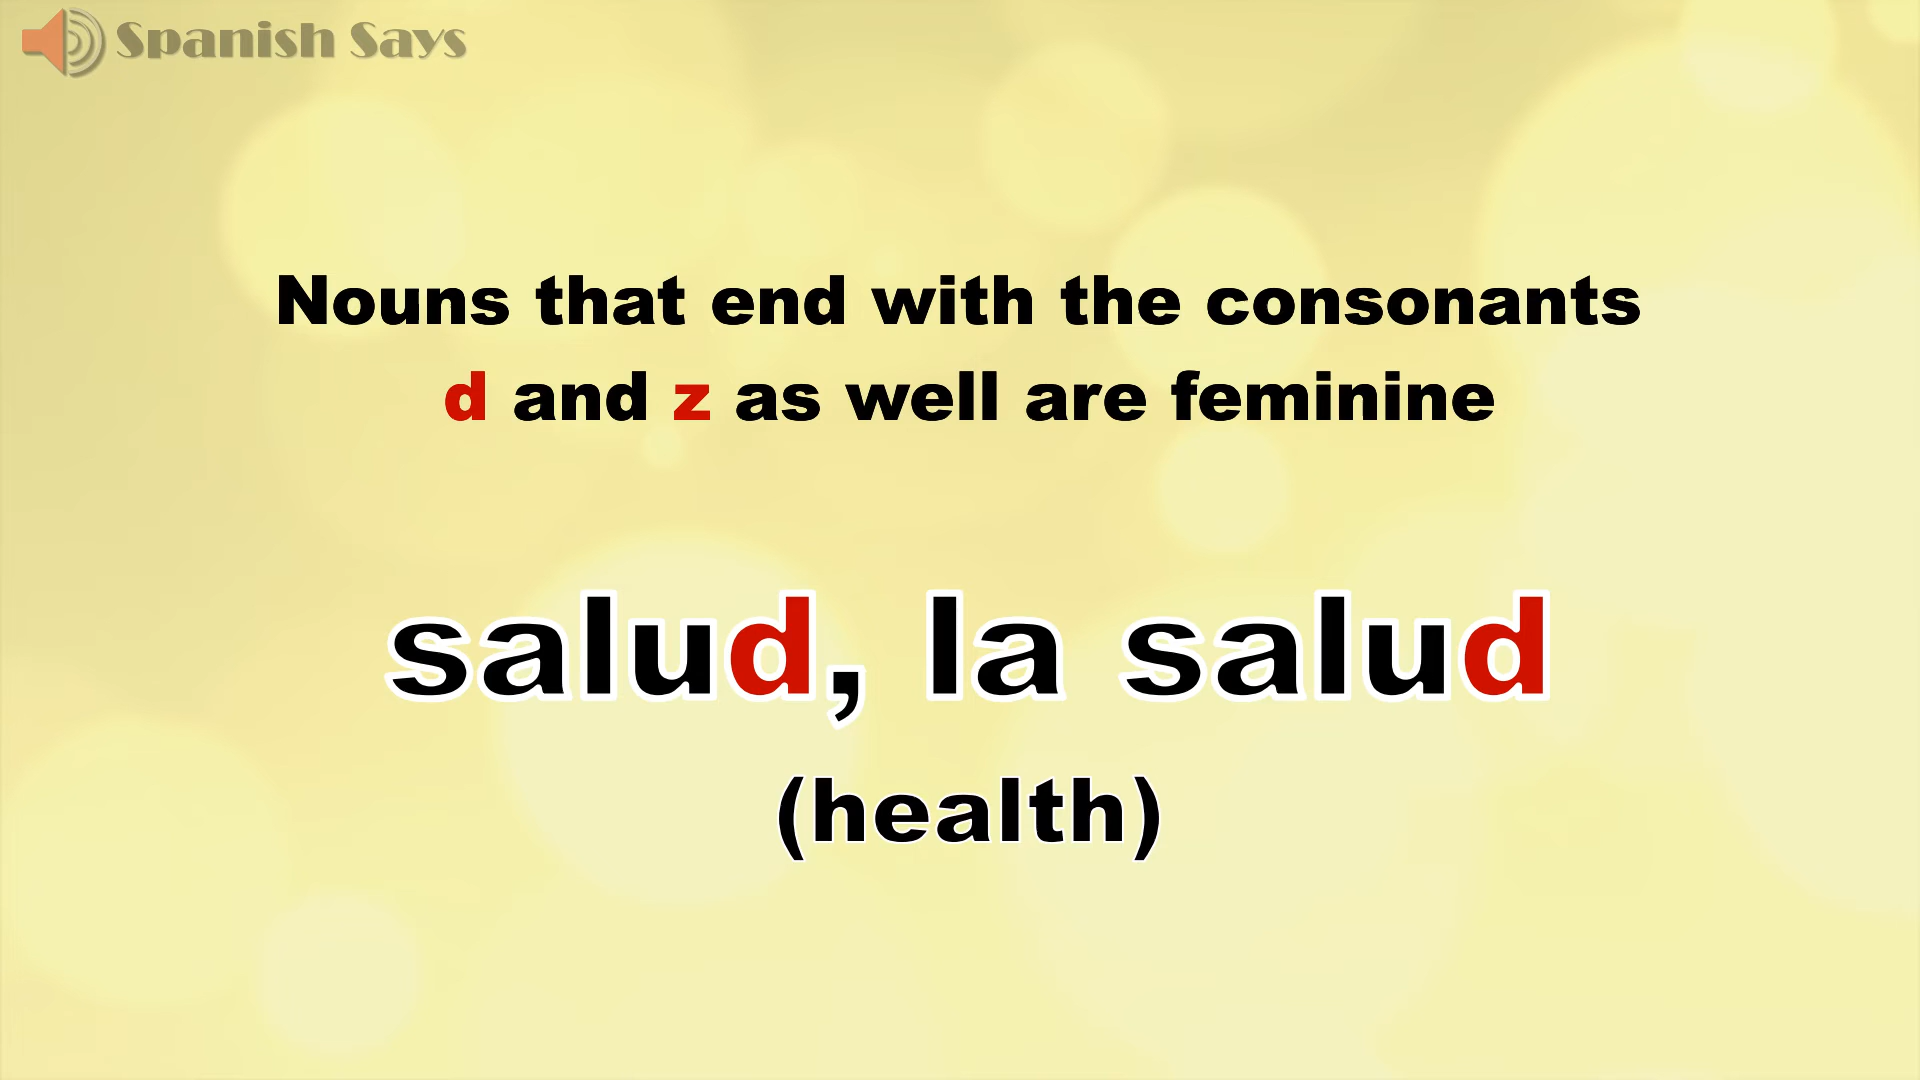 Spanish Says
Nouns that end with the consonants
d and z as well are feminine
salud, la salud
(health)